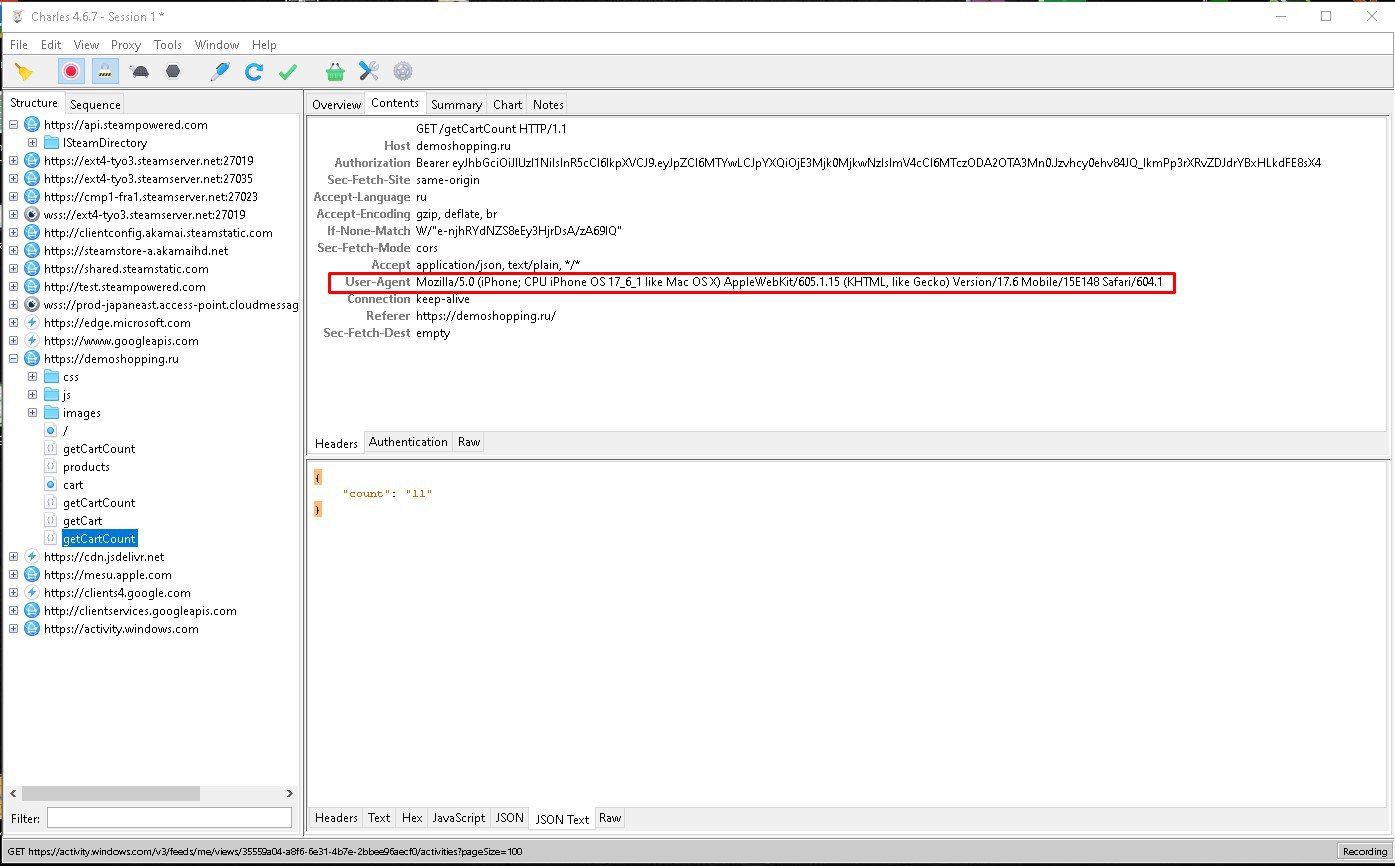 Charles 4.6.7 - Session 1 *
File Edit View Proxy Tools Window Help
Structure Sequence
https://api.steampowered.com
ISteamDirectory
https://ext4-tyo3.steamserver.net:27019
https://ext4-tyo3.steamserver.net:27035
https://cmp1-fra1.steamserver.net:27023
wss://ext4-tyo3.steamserver.net:27019
http://clientconfig.akamai.steamstatic.com
https://steamstore-a.akamaihd.net
https://shared.steamstatic.com
http://test.steampowered.com
wss://prod-japaneast.access-point.cloudmessag
https://edge.microsoft.com
https://www.googleapis.com
https://demoshopping.ru
css
js
images
/
getCartCount
products
cart
getCartCount
getCart
getCartCount
https://cdn.jsdelivr.net
https://mesu.apple.com
https://clients4.google.com
http://clientservices.googleapis.com
https://activity.windows.com
Filter:
Overview Contents Summary Chart Notes
GET /getCartCount HTTP/1.1
Host demoshopping.ru
Authorization Bearer
Sec-Fetch-Site same-origin
Accept-Language ru
Accept-Encoding gzip, deflate, br
If-None-Match W/"e-njhRYdNZS8eEy3HjrDsA/zA69IQ"
Sec-Fetch-Mode cors
Accept application/json, text/plain, */*
User-Agent Mozilla/5.0 (iPhone; CPU iPhone OS 17_6_1 like Mac OS X) AppleWebKit/605.1.15 (KHTML, like Gecko) Version/17.6 Mobile/15E148 Safari/604.1
Connection keep-alive
Referer https://demoshopping.ru/
Sec-Fetch-Dest empty
Headers Authentication Raw
{
"count": "11"
}
Headers Text Hex JavaScript JSON JSON Text Raw
GET https://activity.windows.com/v3/feeds/me/views/35559a04-a8f6-6e31-4b7e-2bbee96aecf0/activities?pageSize=100
Recording